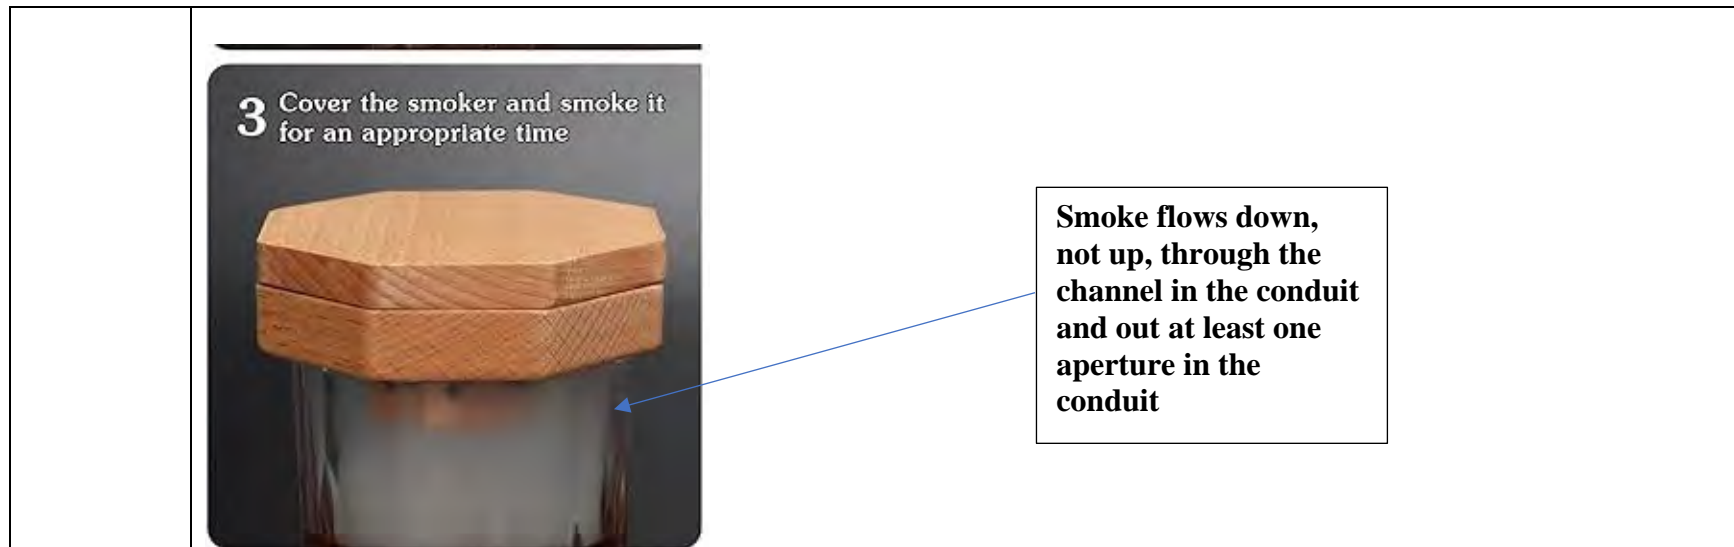 3 Cover the smoker and smoke it
for an appropriate time
Smoke flows down,
not up, through the
channel in the conduit
and out at least one
aperture in the
conduit